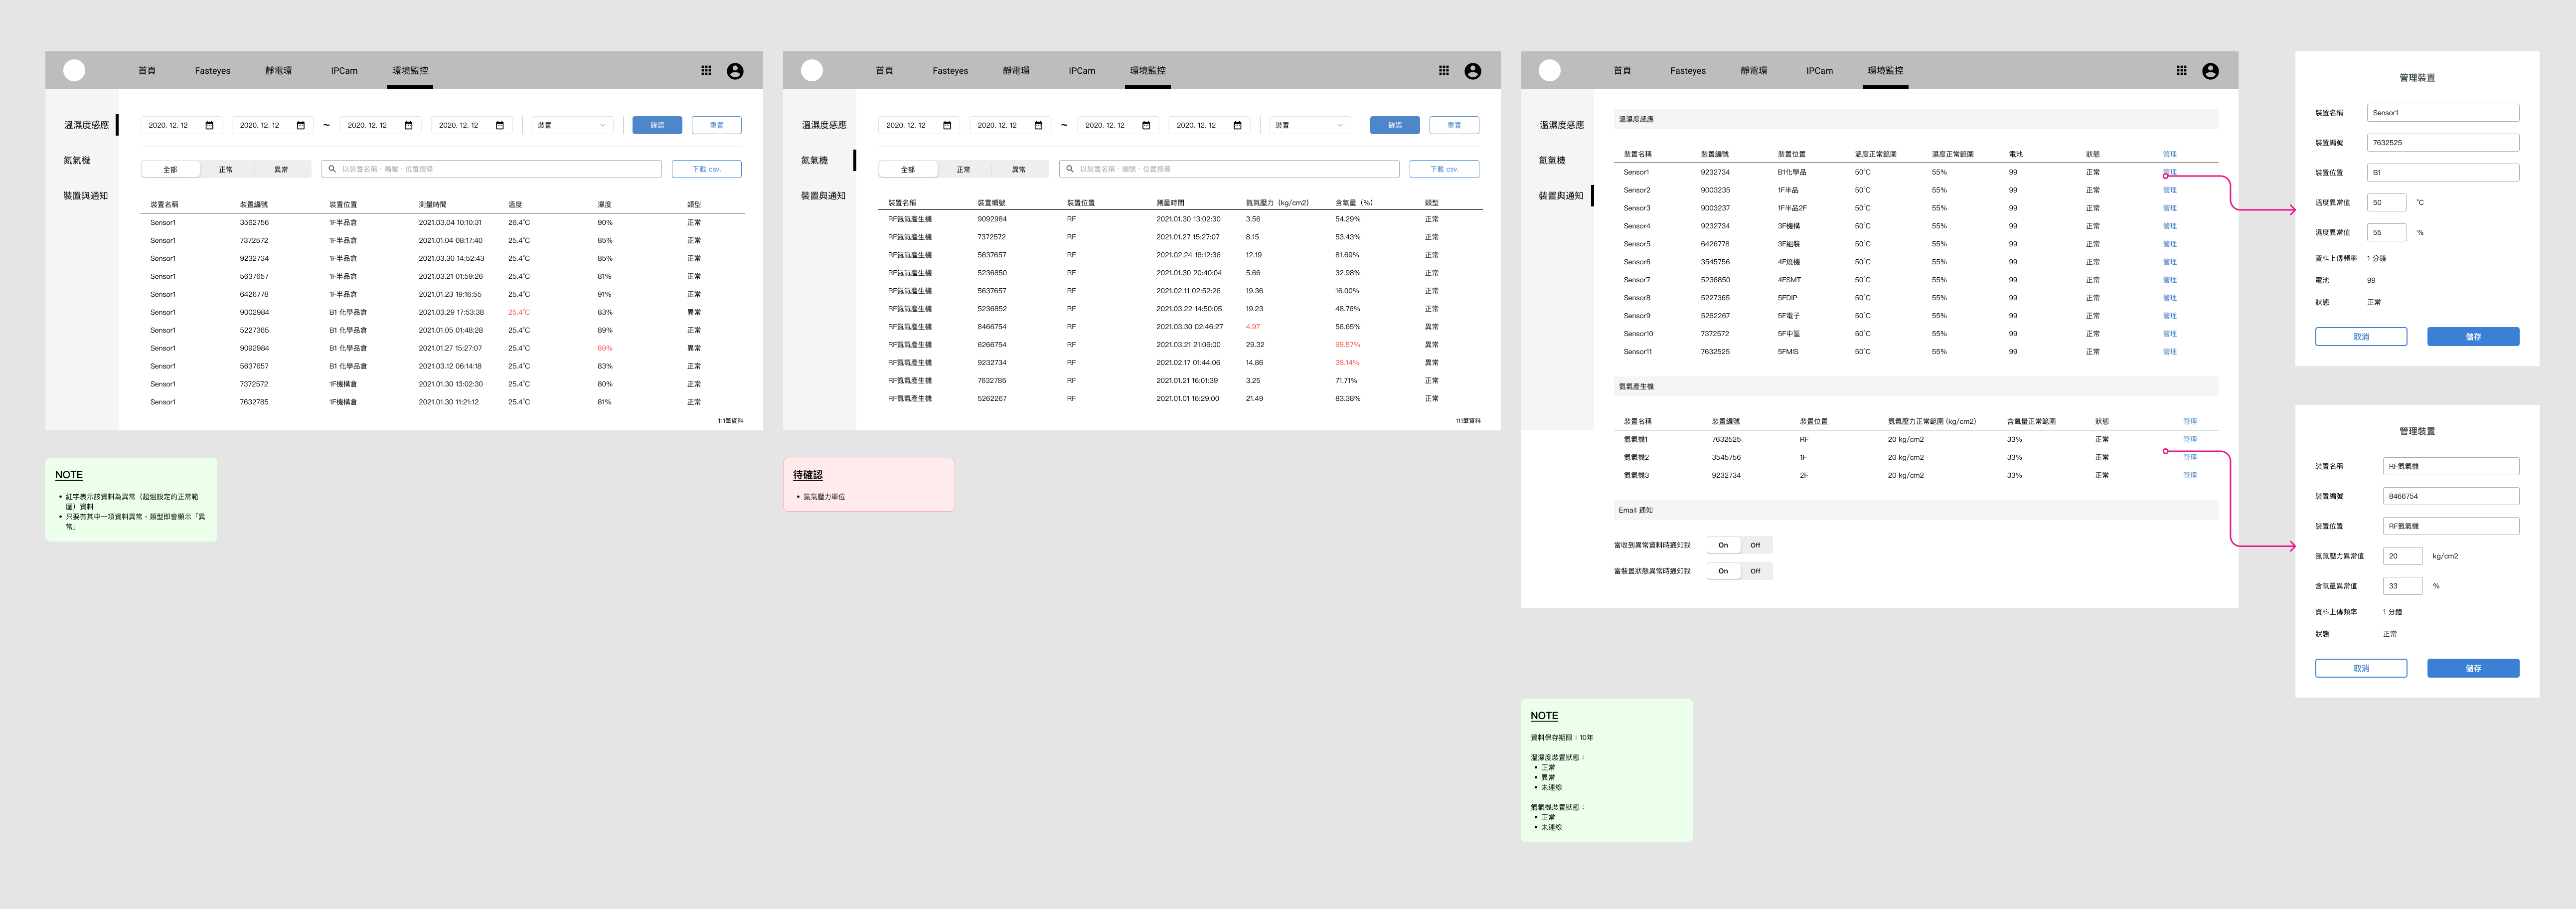 首頁 Fasteyes 靜電環 IPCam 環境監控
溫濕度感應
氮氣機
裝置與通知
2020. 12. 12 2020. 12. 12 ~ 2020. 12. 12 2020. 12. 12 裝置 確認 重置
全部 正常 異常 以裝置名稱、編號、位置搜尋 下載 csv.
裝置名稱 裝置編號 裝置位置 測量時間 溫度 濕度 類型
Sensor1 3562756 1F半品倉 2021.03.04 10:10:31 26.4°C 90% 正常
Sensor1 7372572 1F半品倉 2021.01.04 08:17:40 25.4°C 85% 正常
Sensor1 9232734 1F半品倉 2021.03.30 14:52:43 25.4°C 85% 正常
Sensor1 5637657 1F半品倉 2021.03.21 01:59:26 25.4°C 81% 正常
Sensor1 6426778 1F半品倉 2021.01.23 19:16:55 25.4°C 91% 正常
Sensor1 9002984 B1 化學品倉 2021.03.29 17:53:38 25.4°C 83% 異常
Sensor1 5227365 B1 化學品倉 2021.01.05 01:48:28 25.4°C 89% 正常
Sensor1 9092984 B1 化學品倉 2021.01.27 15:27:07 25.4°C 89% 異常
Sensor1 5637657 B1 化學品倉 2021.03.12 06:14:18 25.4°C 83% 正常
Sensor1 7372572 1F機構倉 2021.01.30 13:02:30 25.4°C 80% 正常
Sensor1 7632785 1F機構倉 2021.01.30 11:21:12 25.4°C 81% 正常
111筆資料
NOTE
• 紅字表示該資料為異常（超過設定的正常範
圍）資料
• 只要有其中一項資料異常，類型即會顯示「異
常」
首頁 Fasteyes 靜電環 IPCam 環境監控
溫濕度感應
氮氣機
裝置與通知
2020. 12. 12 2020. 12. 12 ~ 2020. 12. 12 2020. 12. 12 裝置 確認 重置
全部 正常 異常 以裝置名稱、編號、位置搜尋 下載 csv.
裝置名稱 裝置編號 裝置位置 測量時間 氮氣壓力（kg/cm2） 含氧量（%） 類型
RF氮氣產生機 9092984 RF 2021.01.30 13:02:30 3.56 54.29% 正常
RF氮氣產生機 7372572 RF 2021.01.27 15:27:07 8.15 53.43% 正常
RF氮氣產生機 5637657 RF 2021.02.24 16:12:36 12.19 81.69% 正常
RF氮氣產生機 5236850 RF 2021.01.30 20:40:04 5.66 32.98% 正常
RF氮氣產生機 5637657 RF 2021.02.11 02:52:26 19.36 16.00% 正常
RF氮氣產生機 5236852 RF 2021.03.22 14:50:05 19.23 48.76% 正常
RF氮氣產生機 8466754 RF 2021.03.30 02:46:27 4.97 56.65% 異常
RF氮氣產生機 6266754 RF 2021.03.21 21:06:00 29.32 98.57% 異常
RF氮氣產生機 9232734 RF 2021.02.17 01:44:06 14.86 38.14% 異常
RF氮氣產生機 7632785 RF 2021.01.21 16:01:39 3.25 71.71% 正常
RF氮氣產生機 5262267 RF 2021.01.01 16:29:00 21.49 83.38% 正常
111筆資料
待確認
• 氮氣壓力單位
首頁 Fasteyes 靜電環 IPCam 環境監控
溫濕度感應
氮氣機
裝置與通知
溫濕度感應
裝置名稱 裝置編號 裝置位置 溫度正常範圍 濕度正常範圍 電池 狀態 管理
Sensor1 9232734 B1化學品 50°C 55% 99 正常 管理
Sensor2 9003235 1F半品 50°C 55% 99 正常 管理
Sensor3 9003237 1F半品2F 50°C 55% 99 正常 管理
Sensor4 9232734 3F機構 50°C 55% 99 正常 管理
Sensor5 6426778 3F組裝 50°C 55% 99 正常 管理
Sensor6 3545756 4F燒機 50°C 55% 99 正常 管理
Sensor7 5236850 4FSMT 50°C 55% 99 正常 管理
Sensor8 5227365 5FDIP 50°C 55% 99 正常 管理
Sensor9 5262267 5F電子 50°C 55% 99 正常 管理
Sensor10 7372572 5F中區 50°C 55% 99 正常 管理
Sensor11 7632525 5FMIS 50°C 55% 99 正常 管理
氮氣產生機
裝置名稱 裝置編號 裝置位置 氮氣壓力正常範圍 (kg/cm2) 含氧量正常範圍 狀態 管理
氮氣機1 7632525 RF 20 kg/cm2 33% 正常 管理
氮氣機2 3545756 1F 20 kg/cm2 33% 正常 管理
氮氣機3 9232734 2F 20 kg/cm2 33% 正常 管理
Email 通知
當收到異常資料時通知我 On Off
當裝置狀態異常時通知我 On Off
NOTE
資料保存期限：10年
溫濕度裝置狀態：
• 正常
• 異常
• 未連線
氮氣機裝置狀態：
• 正常
• 未連線
管理裝置
裝置名稱 Sensor1
裝置編號 7632525
裝置位置 B1
溫度異常值 50 °C
濕度異常值 55 %
資料上傳頻率 1 分鐘
電池 99
狀態 正常
取消 儲存
管理裝置
裝置名稱 RF氮氣機
裝置編號 8466754
裝置位置 RF氮氣機
氮氣壓力異常值 20 kg/cm2
含氧量異常值 33 %
資料上傳頻率 1 分鐘
狀態 正常
取消 儲存